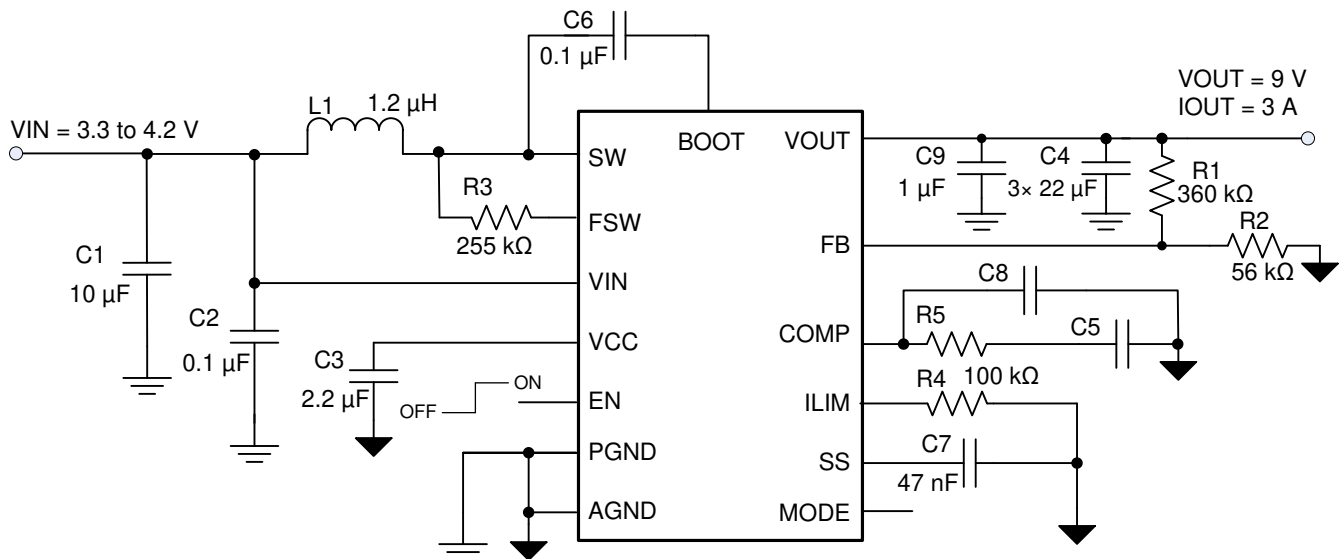 C6
0.1 µF
VOUT = 9 V
IOUT = 3 A
L1
1.2 µH
VIN = 3.3 to 4.2 V
BOOT
VOUT
SW
C9
1 µF
C4
3× 22 µF
R1
360 kΩ
R3
255 kΩ
FSW
FB
R2
56 kΩ
C1
10 µF
VIN
C8
C2
0.1 µF
COMP
R5
C5
VCC
C3
2.2 µF
R4
100 kΩ
OFF
ON
EN
ILIM
PGND
SS
C7
47 nF
AGND
MODE